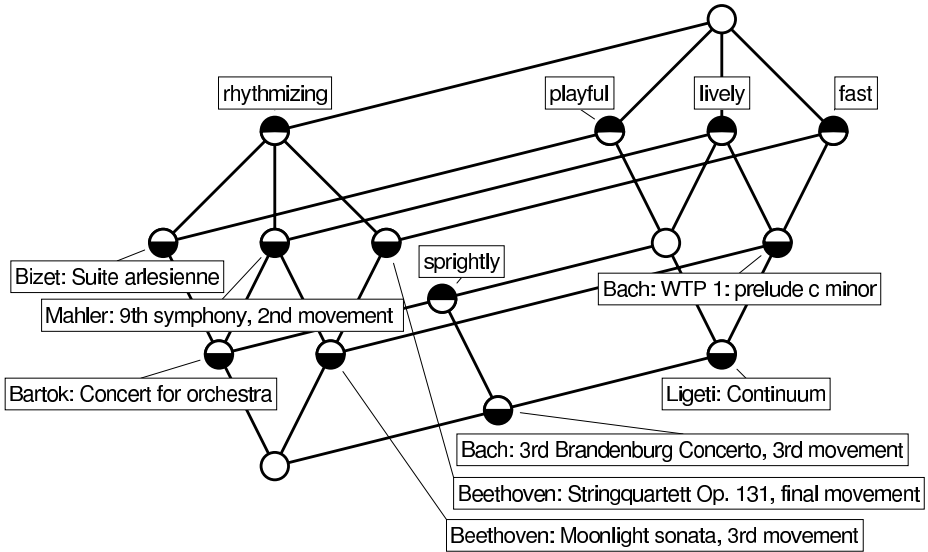 rhythmizing
playful
lively
fast
sprightly
Bizet: Suite arlesienne
Bach: WTP 1: prelude c minor
Mahler: 9th symphony, 2nd movement
Bartok: Concert for orchestra
Ligeti: Continuum
Bach: 3rd Brandenburg Concerto, 3rd movement
Beethoven: Stringquartett Op. 131, final movement
Beethoven: Moonlight sonata, 3rd movement